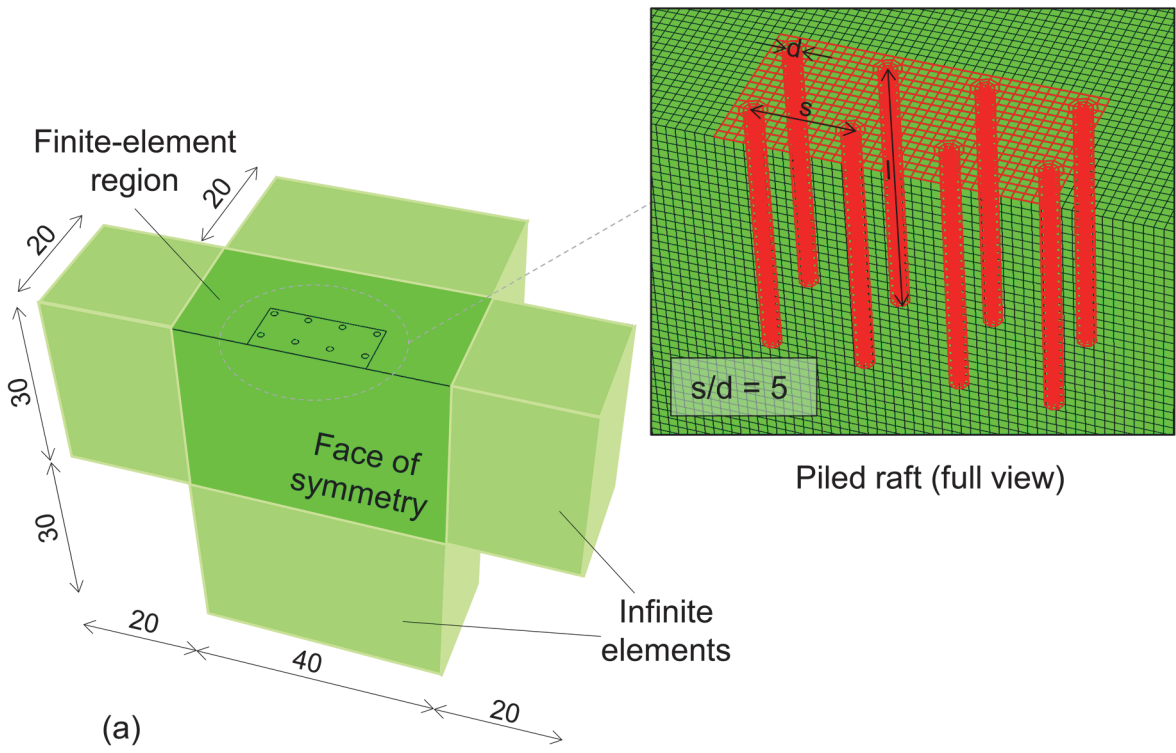 Finite-element
region
20
20
30
30
20
40
20
Face of
symmetry
Infinite
elements
(a)
d
s
l
s/d = 5
Piled raft (full view)